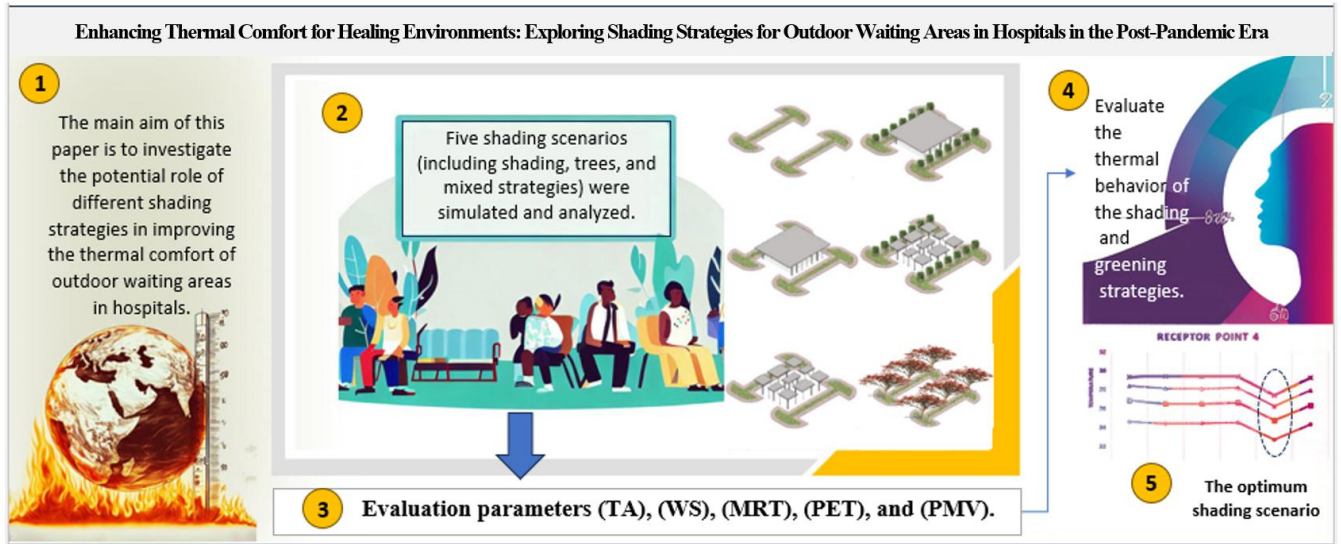 Enhancing Thermal Comfort for Healing Environments: Exploring Shading Strategies for Outdoor Waiting Areas in Hospitals in the Post-Pandemic Era
1
The main aim of this
paper is to investigate
the potential role of
different shading
strategies in improving
the thermal comfort of
outdoor waiting areas
in hospitals.
2
Five shading scenarios
(including shading, trees, and
mixed strategies) were
simulated and analyzed.
3
Evaluation parameters (TA), (WS), (MRT), (PET), and (PMV).
4
Evaluate
the
thermal
behavior of
the shading
and
greening
strategies.
RECEPTOR POINT 4
TEMPERATURE
5
The optimum
shading scenario